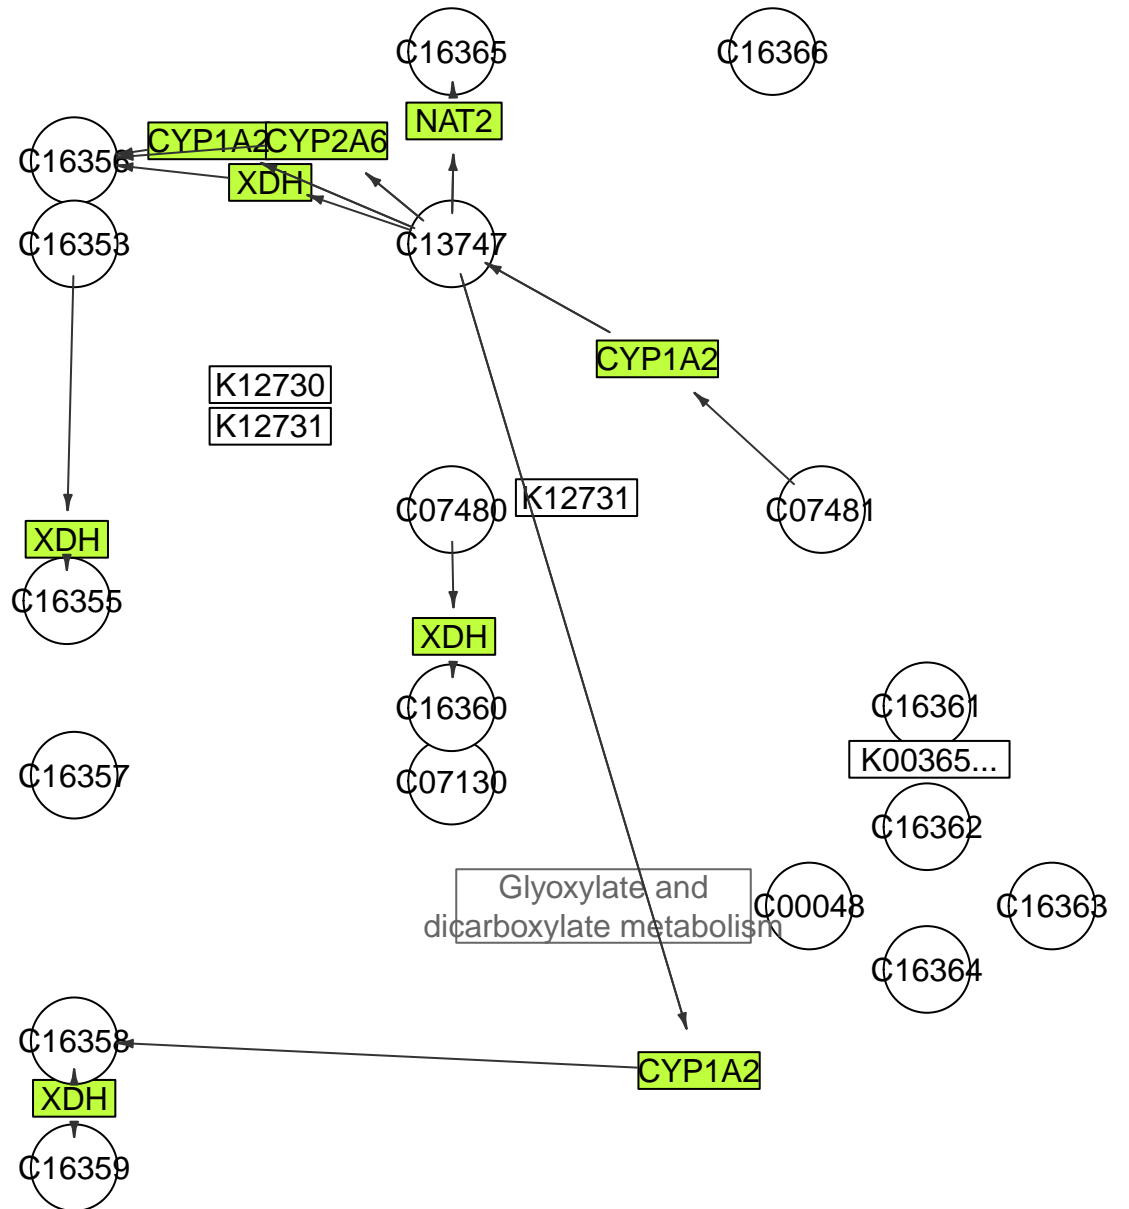 C16365
C16366
NAT2
CYP1A2
CYP2A6
C16356
XDH
C16353
C13747
CYP1A2
K12730
K12731
K12731
C07480
C07481
XDH
C16355
XDH
C16360
C16361
K00365...
C16357
C07130
C16362
Glyoxylate and
dicarboxylate metabolism
C00048
C16363
C16364
C16358
CYP1A2
XDH
C16359